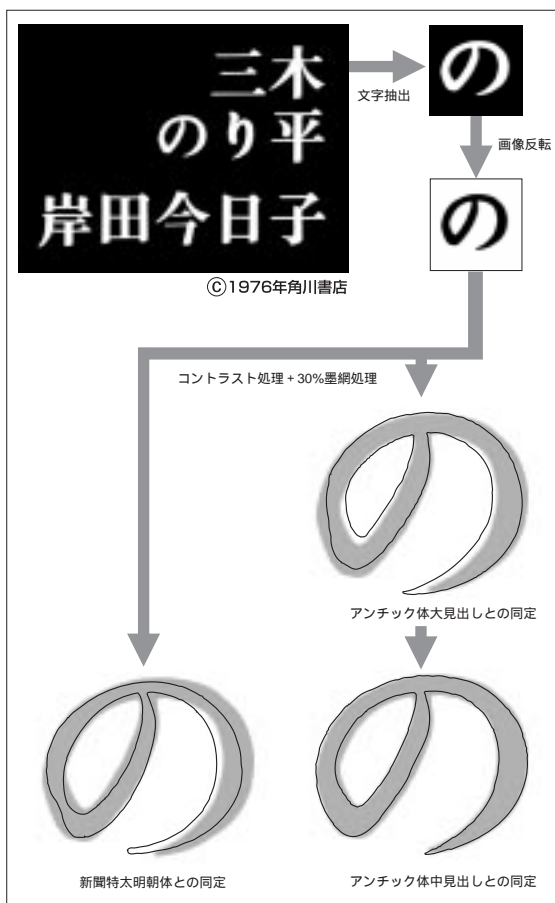 三木
のり平
岸田今日子
©1976年角川書店
文字抽出
の
画像反転
の
コントラスト処理+30%墨網処理
の
アンチック体大見出しとの同定
の
新聞特太明朝体との同定
の
アンチック体中見出しとの同定